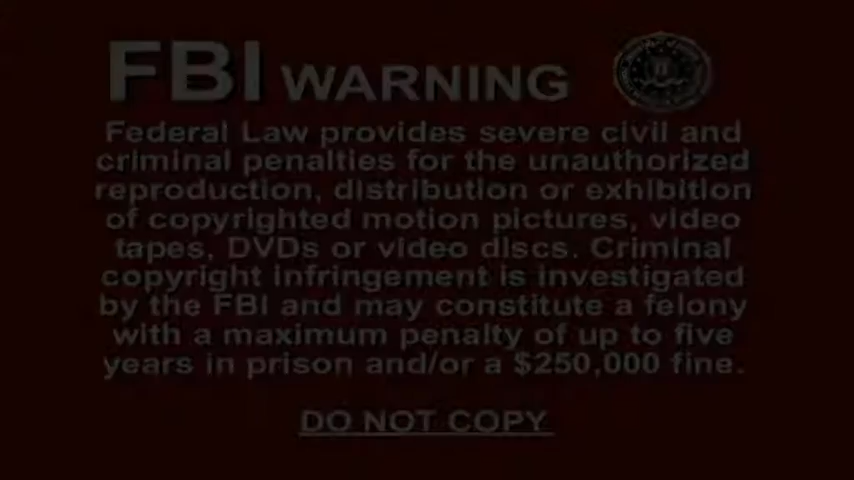 FBI WARNING
Federal Law provides severe civil and
criminal penalties for the unauthorized
reproduction, distribution or exhibition
of copyrighted motion pictures, video
tapes, DVDs or video discs. Criminal
copyright infringement is investigated
by the FBI and may constitute a felony
with a maximum penalty of up to five
years in prison and/or a $250,000 fine.
DO NOT COPY